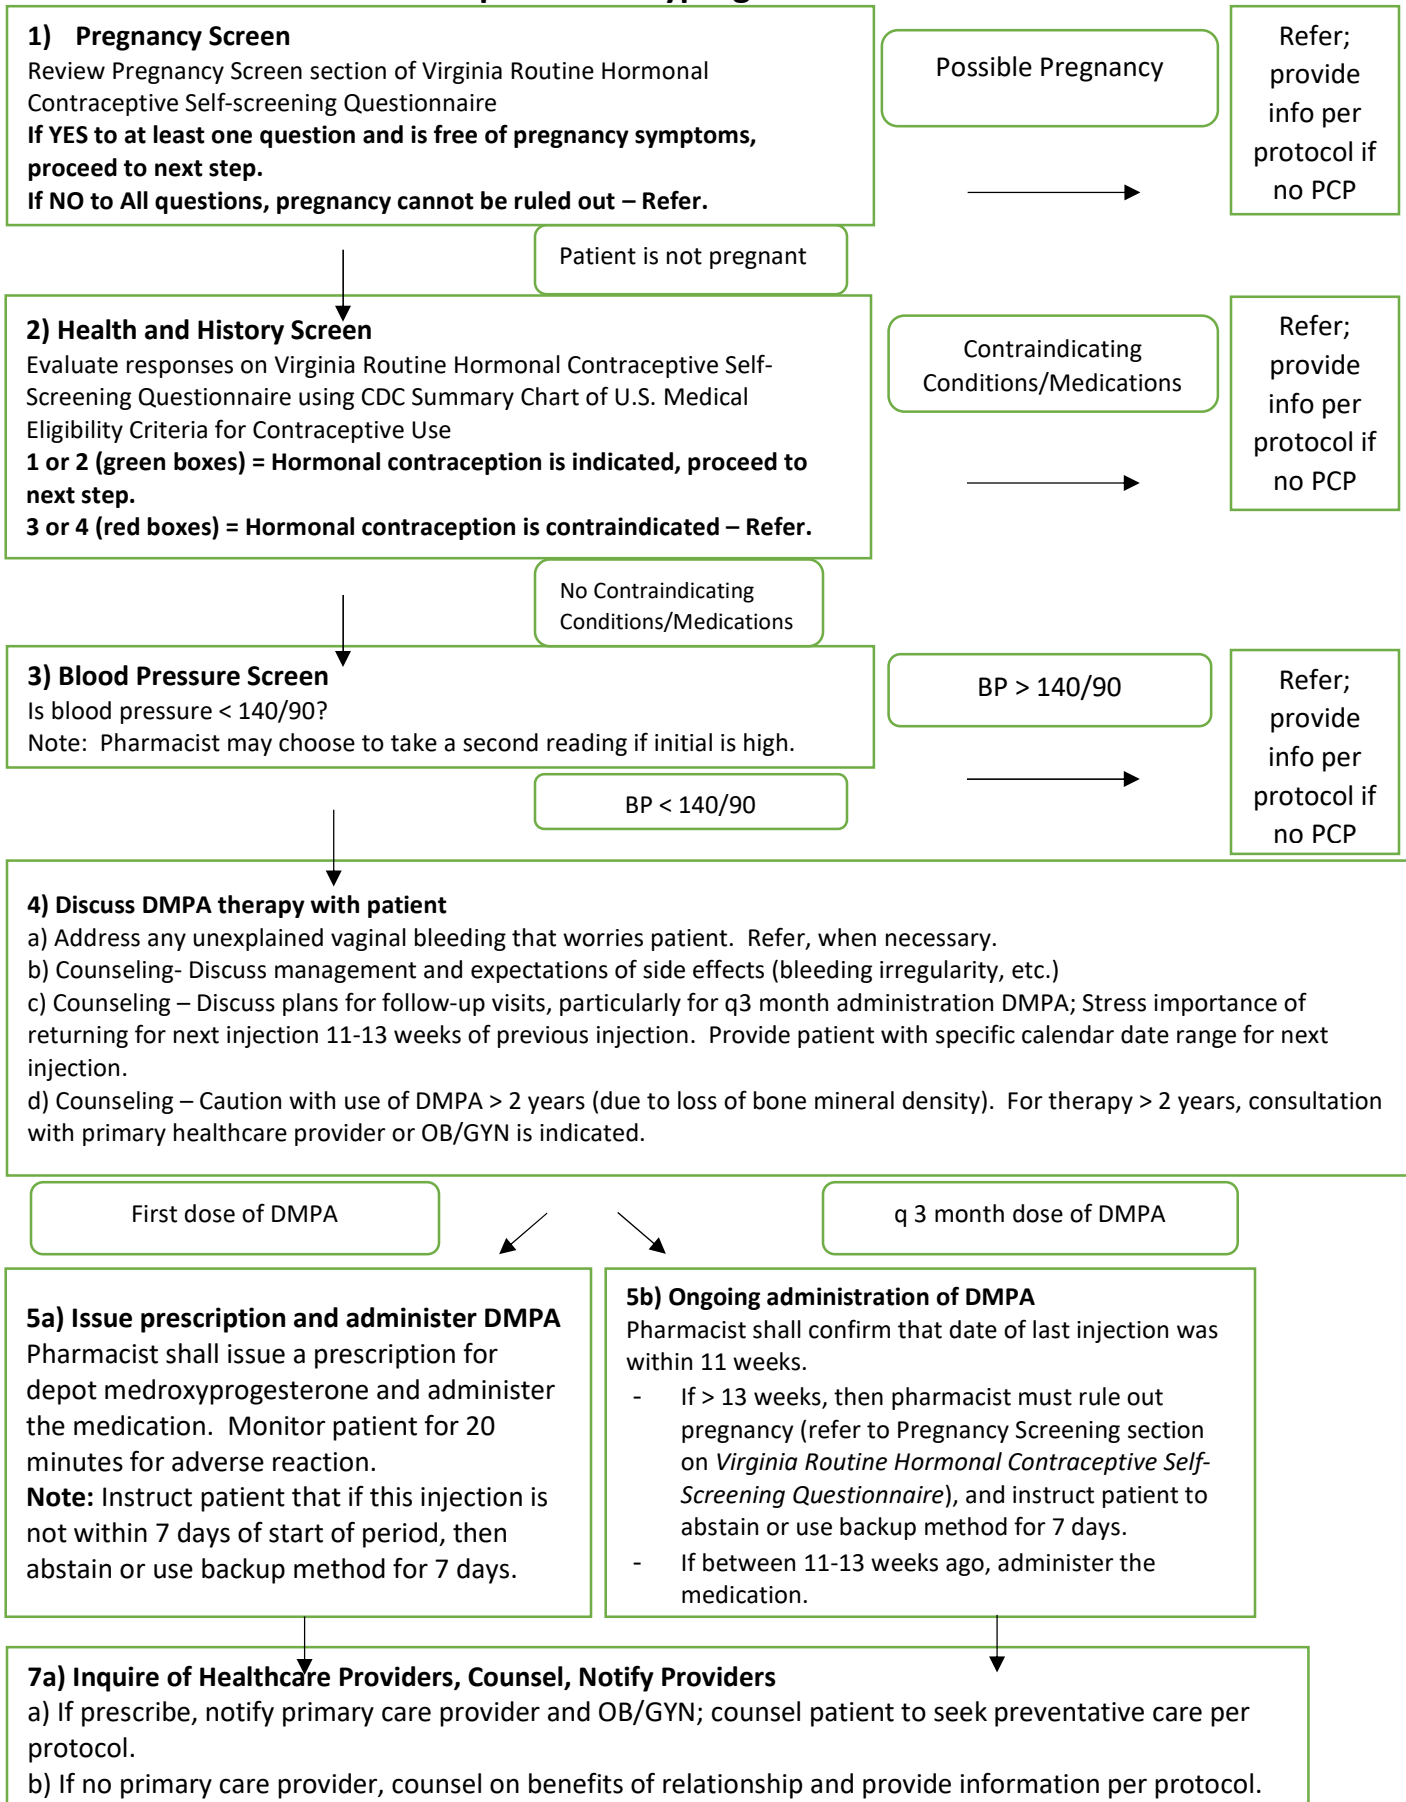 1) Pregnancy Screen
Review Pregnancy Screen section of Virginia Routine Hormonal
Contraceptive Self-screening Questionnaire
If YES to at least one question and is free of pregnancy symptoms,
proceed to next step.
If NO to All questions, pregnancy cannot be ruled out – Refer.
Possible Pregnancy
Refer;
provide
info per
protocol if
no PCP
Patient is not pregnant
2) Health and History Screen
Evaluate responses on Virginia Routine Hormonal Contraceptive Self-
Screening Questionnaire using CDC Summary Chart of U.S. Medical
Eligibility Criteria for Contraceptive Use
1 or 2 (green boxes) = Hormonal contraception is indicated, proceed to
next step.
3 or 4 (red boxes) = Hormonal contraception is contraindicated – Refer.
Contraindicating
Conditions/Medications
Refer;
provide
info per
protocol if
no PCP
No Contraindicating
Conditions/Medications
3) Blood Pressure Screen
Is blood pressure < 140/90?
Note: Pharmacist may choose to take a second reading if initial is high.
BP > 140/90
Refer;
provide
info per
protocol if
no PCP
BP < 140/90
4) Discuss DMPA therapy with patient
a) Address any unexplained vaginal bleeding that worries patient. Refer, when necessary.
b) Counseling- Discuss management and expectations of side effects (bleeding irregularity, etc.)
c) Counseling – Discuss plans for follow-up visits, particularly for q3 month administration DMPA; Stress importance of
returning for next injection 11-13 weeks of previous injection. Provide patient with specific calendar date range for next
injection.
d) Counseling – Caution with use of DMPA > 2 years (due to loss of bone mineral density). For therapy > 2 years, consultation
with primary healthcare provider or OB/GYN is indicated.
First dose of DMPA
q 3 month dose of DMPA
5a) Issue prescription and administer DMPA
Pharmacist shall issue a prescription for
depot medroxyprogesterone and administer
the medication. Monitor patient for 20
minutes for adverse reaction.
Note: Instruct patient that if this injection is
not within 7 days of start of period, then
abstain or use backup method for 7 days.
5b) Ongoing administration of DMPA
Pharmacist shall confirm that date of last injection was
within 11 weeks.
- If > 13 weeks, then pharmacist must rule out
pregnancy (refer to Pregnancy Screening section
on Virginia Routine Hormonal Contraceptive Self-
Screening Questionnaire), and instruct patient to
abstain or use backup method for 7 days.
- If between 11-13 weeks ago, administer the
medication.
7a) Inquire of Healthcare Providers, Counsel, Notify Providers
a) If prescribe, notify primary care provider and OB/GYN; counsel patient to seek preventative care per
protocol.
b) If no primary care provider, counsel on benefits of relationship and provide information per protocol.